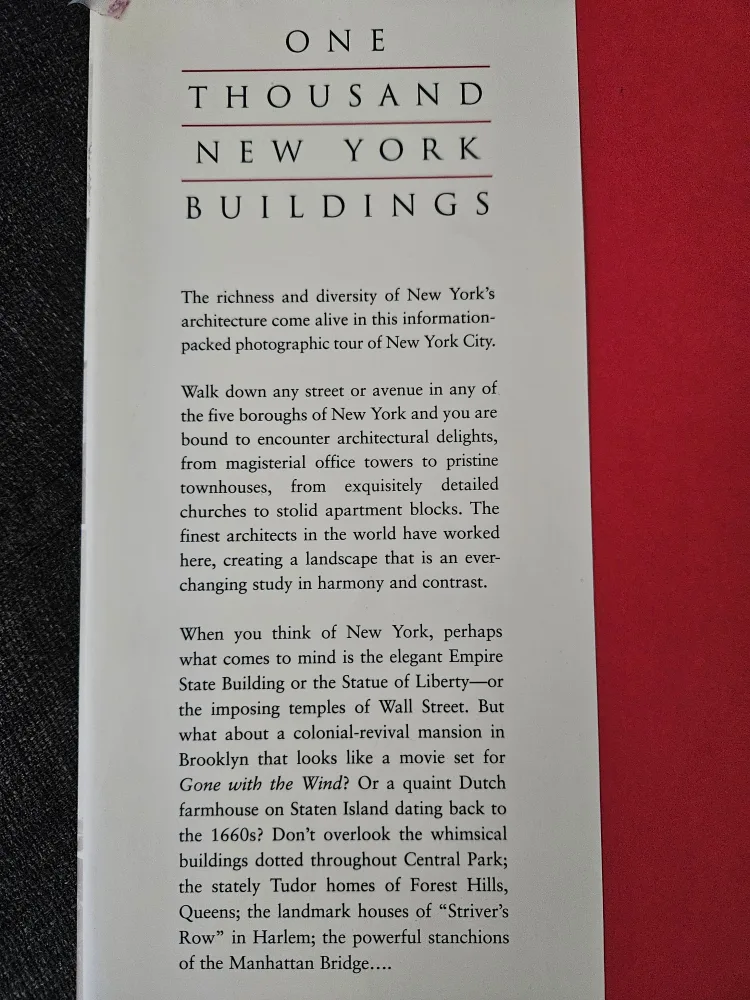 ONE
THOUSAND
NEW YORK
BUILDINGS
The richness and diversity of New York's
architecture come alive in this information-
packed photographic tour of New York City.
Walk down any street or avenue in any of
the five boroughs of New York and you are
bound to encounter architectural delights,
from magisterial office towers to pristine
townhouses, from exquisitely detailed
churches to stolid apartment blocks. The
finest architects in the world have worked
here, creating a landscape that is an ever-
changing study in harmony and contrast.
When you think of New York, perhaps
what comes to mind is the elegant Empire
State Building or the Statue of Liberty—or
the imposing temples of Wall Street. But
what about a colonial-revival mansion in
Brooklyn that looks like a movie set for
Gone with the Wind? Or a quaint Dutch
farmhouse on Staten Island dating back to
the 1660s? Don't overlook the whimsical
buildings dotted throughout Central Park;
the stately Tudor homes of Forest Hills,
Queens; the landmark houses of “Striver's
Row” in Harlem; the powerful stanchions
of the Manhattan Bridge....